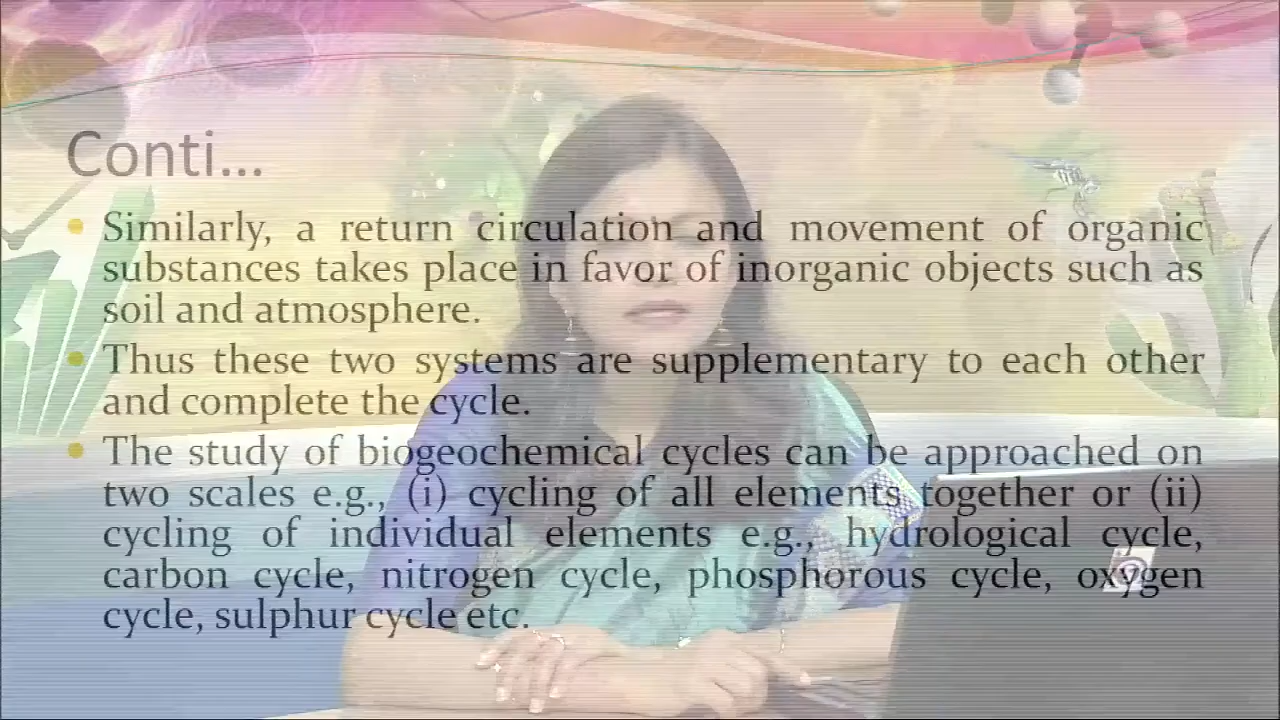 Conti...
• Similarly, a return circulation and movement of organic
substances takes place in favor of inorganic objects such as
soil and atmosphere.
• Thus these two systems are supplementary to each other
and complete the cycle.
• The study of biogeochemical cycles can be approached on
two scales e.g., (i) cycling of all elements together or (ii)
cycling of individual elements e.g., hydrological cycle,
carbon cycle, nitrogen cycle, phosphorous cycle, oxygen
cycle, sulphur cycle etc.